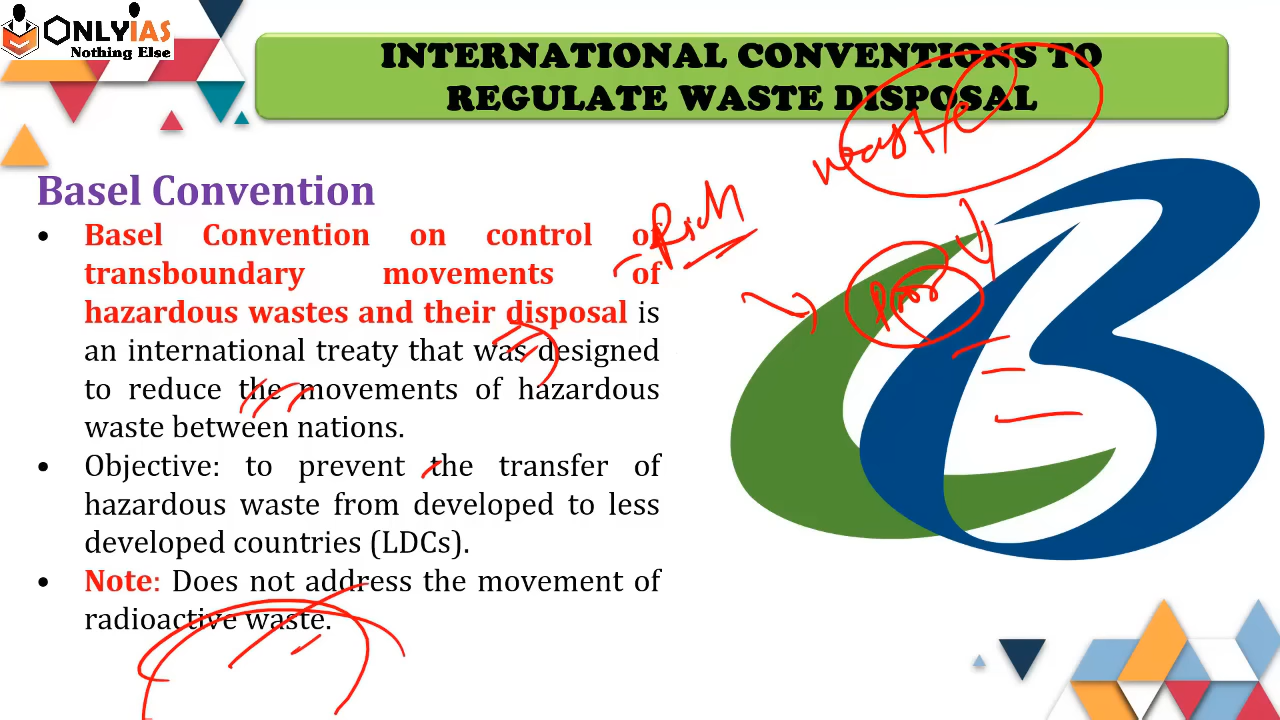 ONLYIAS
Nothing Else
INTERNATIONAL CONVENTIONS TO
REGULATE WASTE DISPOSAL
waste
Basel Convention
Rich
• Basel Convention on control of
transboundary movements of
hazardous wastes and their disposal is
an international treaty that was designed
to reduce the movements of hazardous
waste between nations.
• Objective: to prevent the transfer of
hazardous waste from developed to less
developed countries (LDCs).
• Note: Does not address the movement of
radioactive waste.
Poor